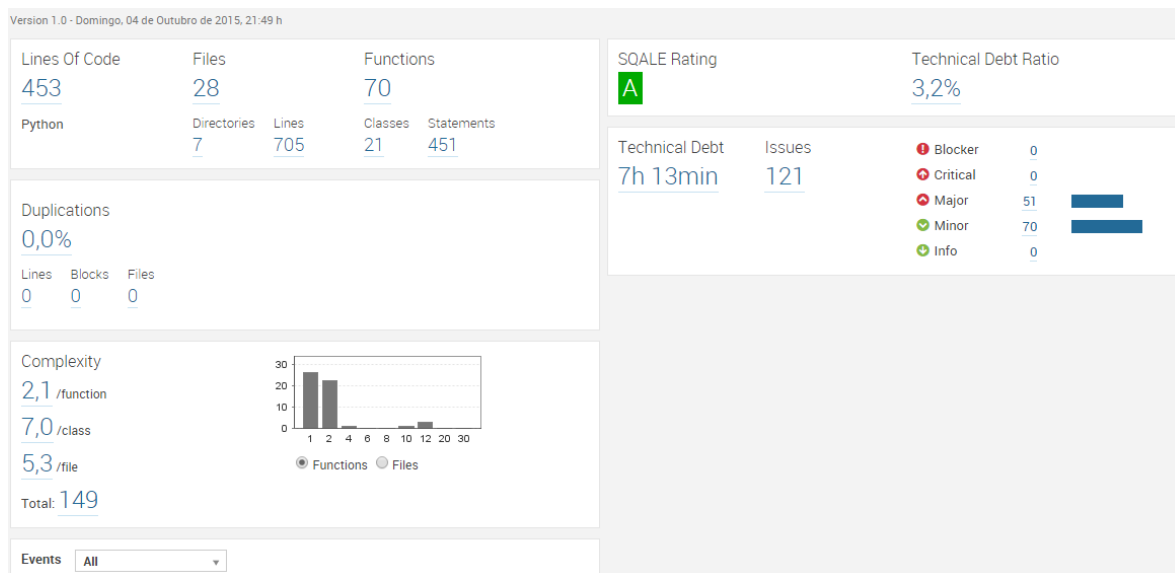 Version 1.0 - Domingo, 04 de Outubro de 2015, 21:49 h
Lines Of Code Files Functions
453 28 70
Python Directories Lines Classes Statements
7 705 21 451
Duplications
0,0%
Lines Blocks Files
0 0 0
Complexity
2,1 /function
7,0 /class
5,3 /file
Total: 149
30
20
10
0
1 2 4 6 8 10 12 20 30
Functions Files
Events All
SQALE Rating Technical Debt Ratio
A 3,2%
Technical Debt Issues
7h 13min 121
Blocker 0
Critical 0
Major 51
Minor 70
Info 0